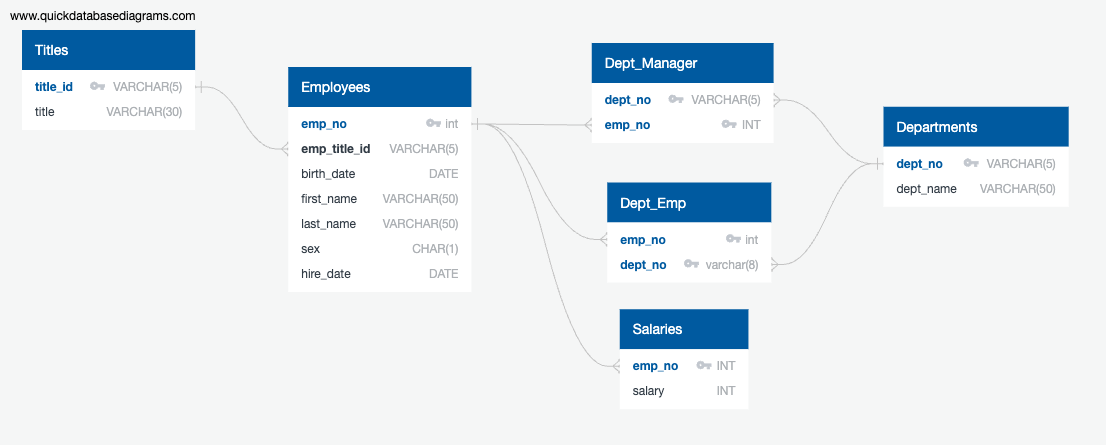 www.quickdatabasediagrams.com
Titles
title_id VARCHAR(5)
title VARCHAR(30)
Employees
emp_no int
emp_title_id VARCHAR(5)
birth_date DATE
first_name VARCHAR(50)
last_name VARCHAR(50)
sex CHAR(1)
hire_date DATE
Dept_Manager
dept_no VARCHAR(5)
emp_no INT
Dept_Emp
emp_no int
dept_no varchar(8)
Salaries
emp_no INT
salary INT
Departments
dept_no VARCHAR(5)
dept_name VARCHAR(50)